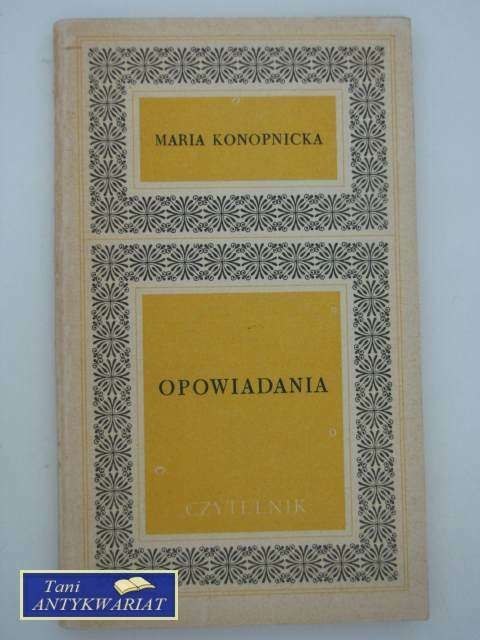 MARIA KONOPNICKA
OPOWIADANIA
CZYTELNIK
Tani
ANTYKWARIAT